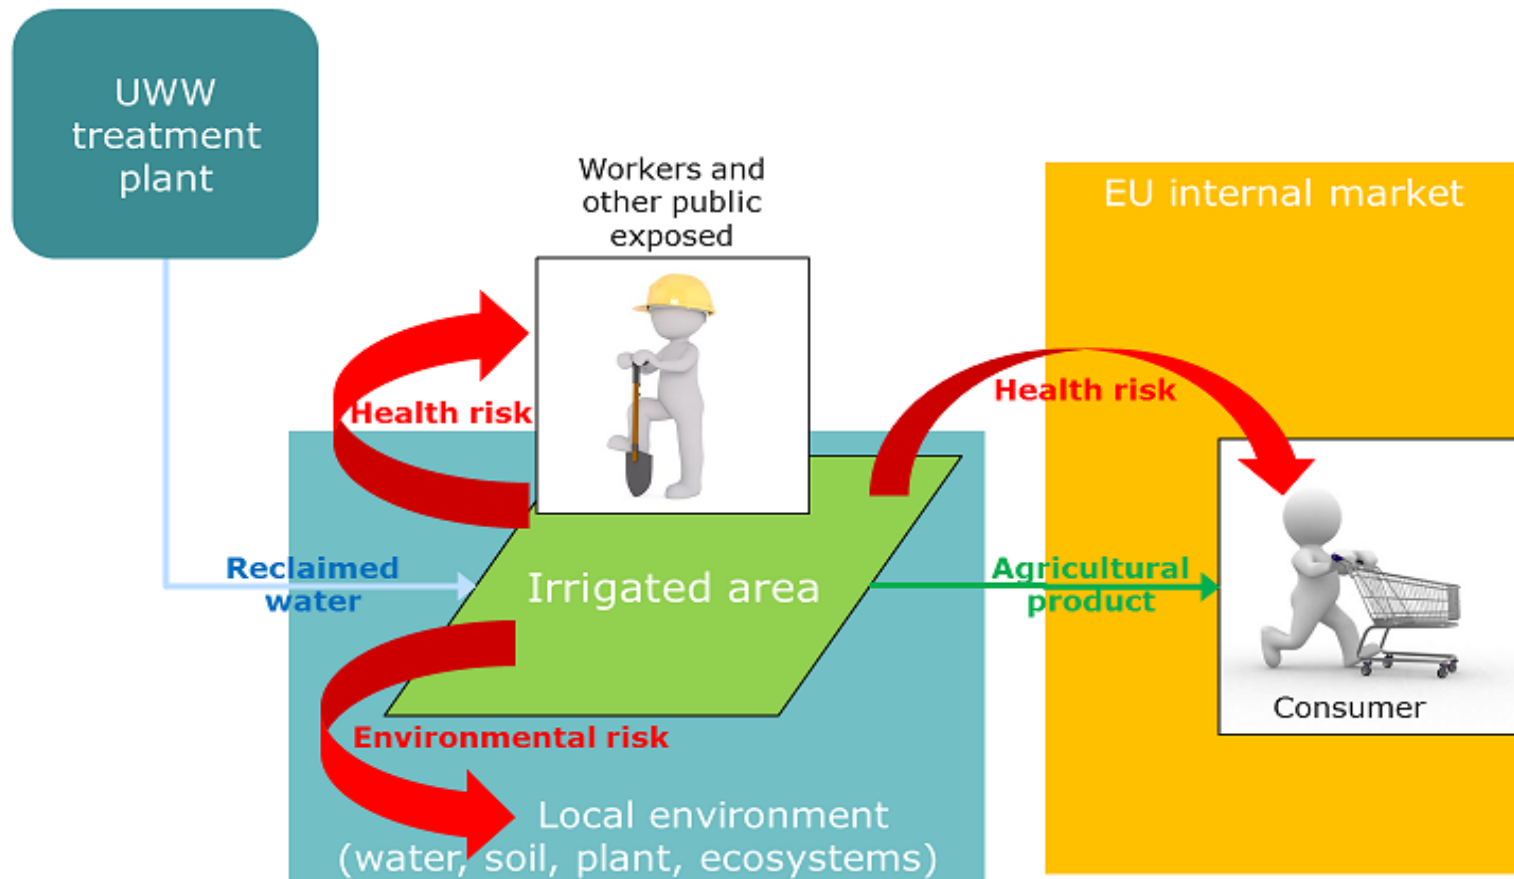 UWW
treatment
plant
Workers and
other public
exposed
EU internal market
Health risk
Health risk
Reclaimed
water
Irrigated area
Agricultural
product
Consumer
Environmental risk
Local environment
(water, soil, plant, ecosystems)